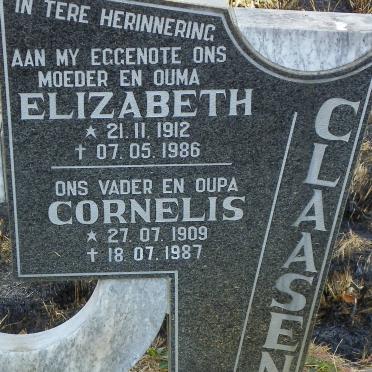 IN TERE HERINNERING
AAN MY EGGENOTE ONS
MOEDER EN OUMA
ELIZABETH
★ 21.11.1912
† 07.05.1986
ONS VADER EN OUPA
CORNELIS
★ 27.07.1909
† 18.07.1987
CLAASEN